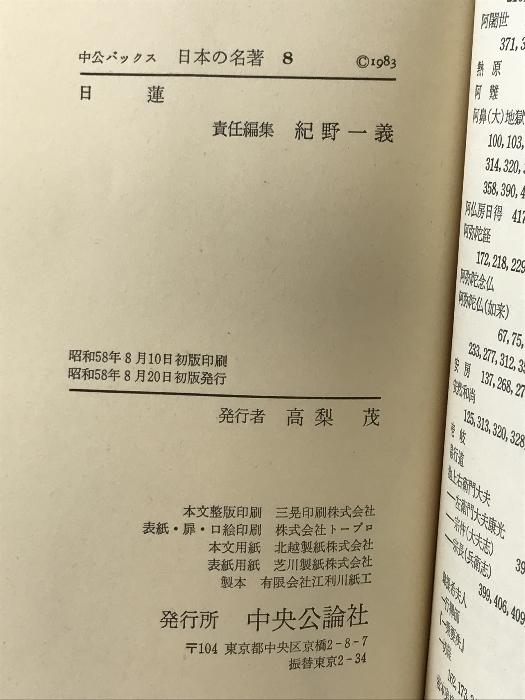 中公バックス 日本の名著 8 ©1983
日蓮
責任編集 紀野一義
昭和58年8月10日初版印刷
昭和58年8月20日初版発行
発行者 高梨 茂
本文整版印刷 三晃印刷株式会社
表紙・扉・口絵印刷 株式会社トープロ
本文用紙 北越製紙株式会社
表紙用紙 芝川製紙株式会社
製本 有限会社江利川紙工
発行所 中央公論社
〒104 東京都中央区京橋2-8-7
振替東京2-34
阿闍世
371,3
熱原
阿難
阿鼻(大)地獄
100,103,
314,320,
358,390,4
阿仏房日得 417
阿弥陀経
172,218,229
阿弥陀念仏
阿弥陀仏(如来)
67,75,
233,277,312,35
安房 137,268,27
安然和尚
125,313,320,328,
壱岐
池上右衛門大夫
399,406,409